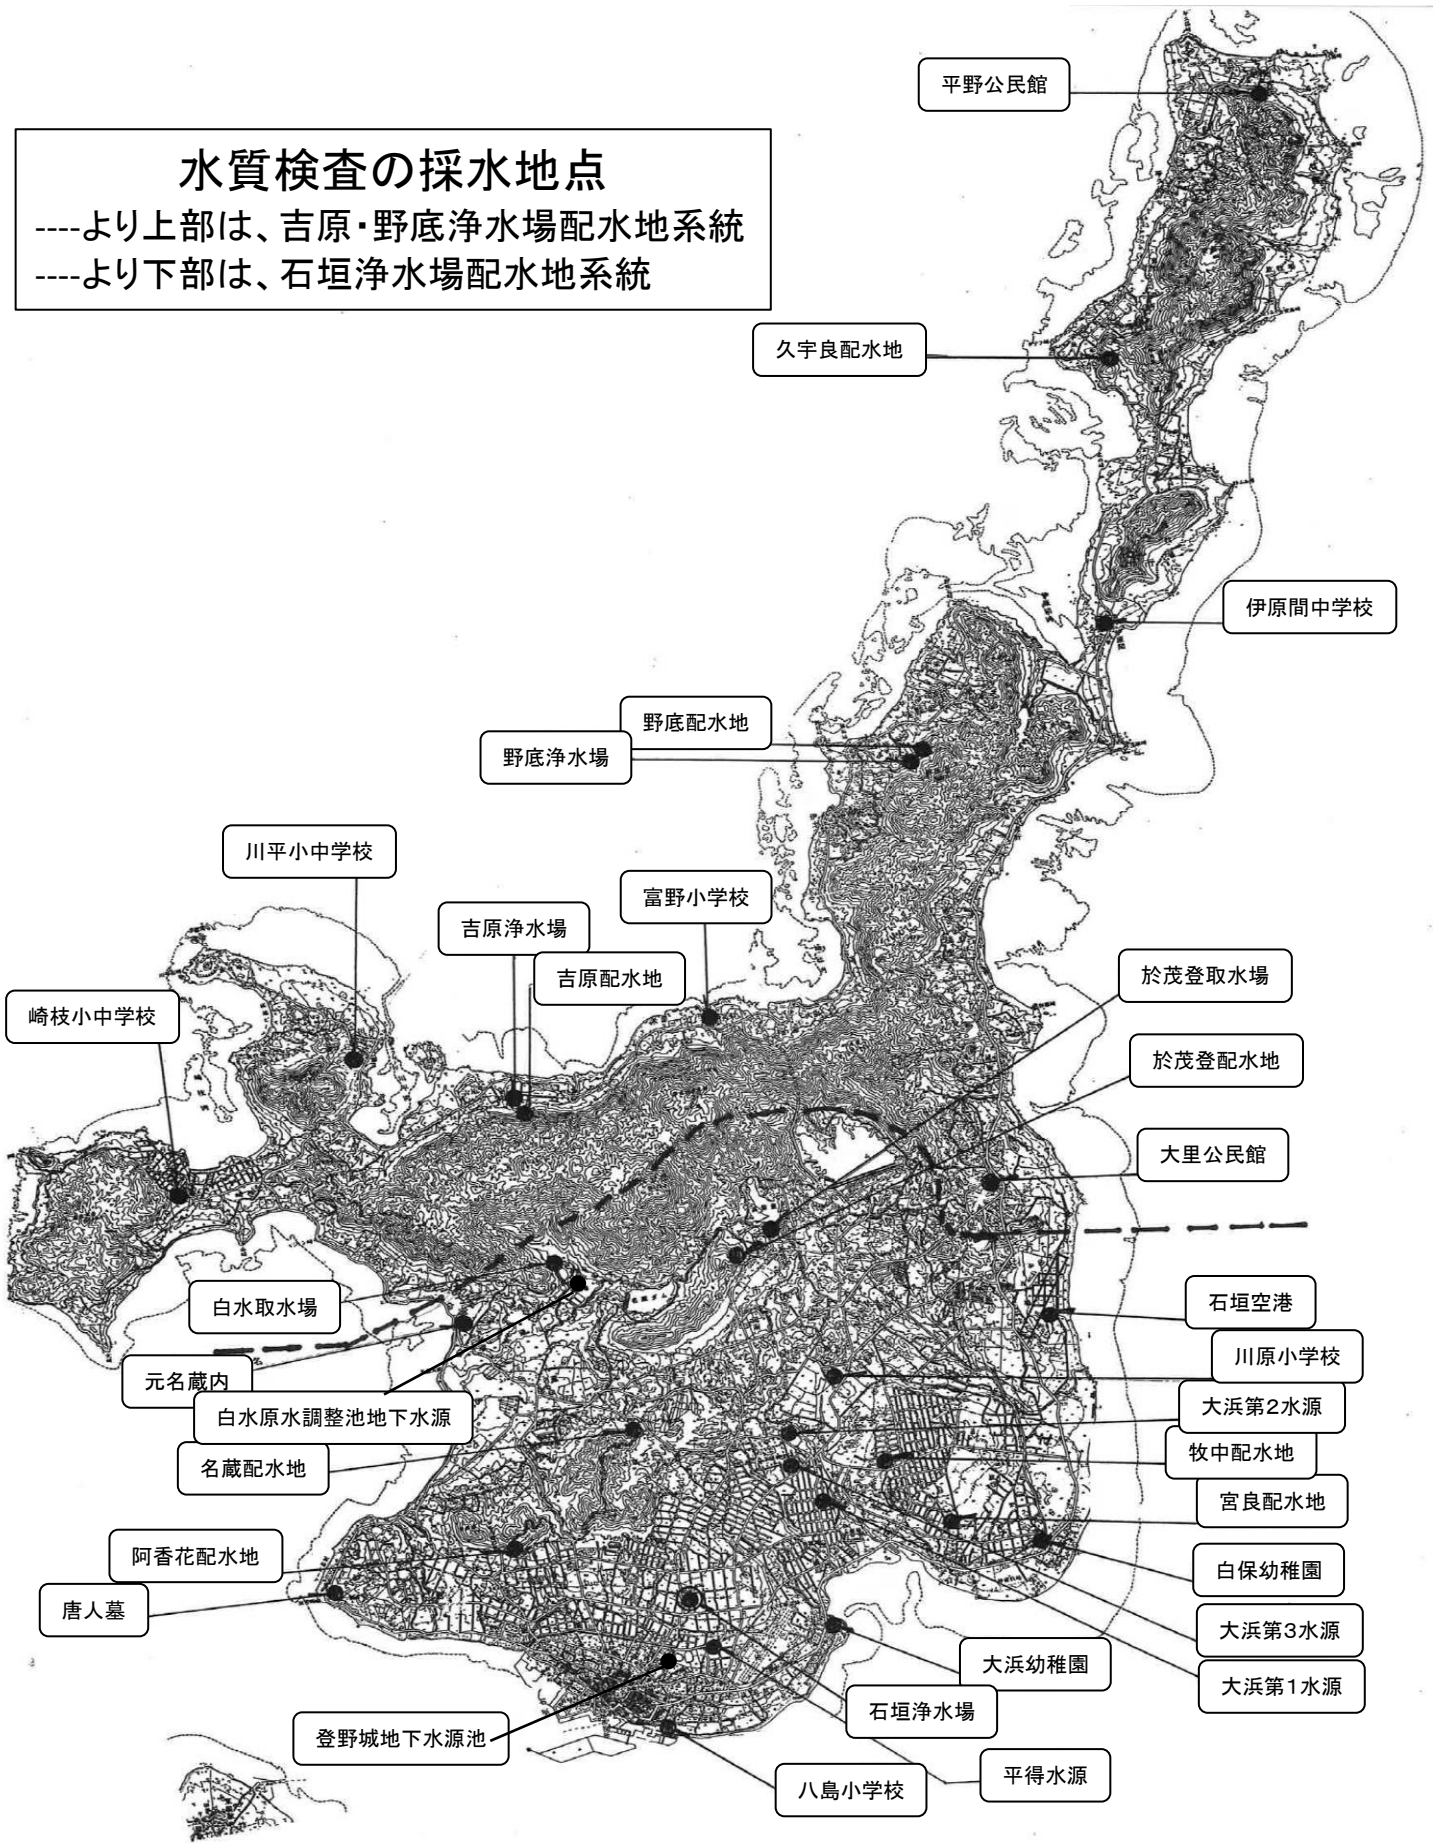 平野公民館
水質検査の採水地点
----より上部は、吉原・野底浄水場配水地系統
----より下部は、石垣浄水場配水地系統
久宇良配水地
伊原間中学校
野底配水地
野底浄水場
川平小中学校
富野小学校
吉原浄水場
吉原配水地
於茂登取水場
崎枝小中学校
於茂登配水地
大里公民館
石垣空港
白水取水場
川原小学校
元名蔵内
大浜第2水源
白水原水調整池地下水源
牧中配水地
名蔵配水地
宮良配水地
阿香花配水地
白保幼稚園
唐人墓
大浜第3水源
大浜幼稚園
大浜第1水源
石垣浄水場
登野城地下水源池
平得水源
八島小学校